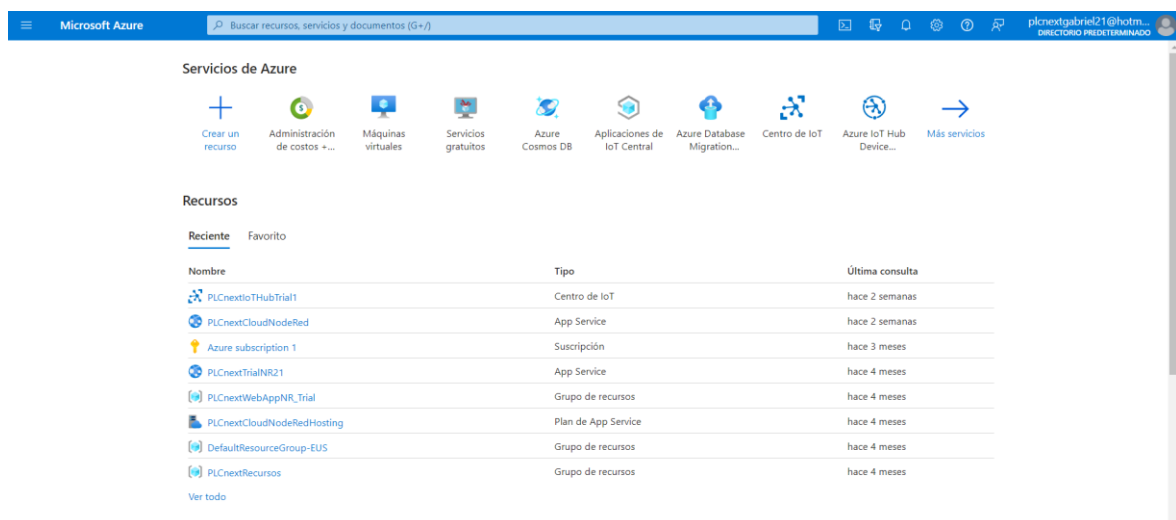 Microsoft Azure
Buscar recursos, servicios y documentos (G+/)
plcnextgabriel21@hotm...
DIRECTORIO PREDETERMINADO
Servicios de Azure
Crear un recurso
Administración de costos +...
Máquinas virtuales
Servicios gratuitos
Azure Cosmos DB
Aplicaciones de IoT Central
Azure Database Migration...
Centro de IoT
Azure IoT Hub Device...
Más servicios
Recursos
Reciente Favorito
Nombre Tipo Última consulta
PLCnextIoTHubTrial1 Centro de IoT hace 2 semanas
PLCnextCloudNodeRed App Service hace 2 semanas
Azure subscription 1 Suscripción hace 3 meses
PLCnextTrialNR21 App Service hace 4 meses
PLCnextWebAppNR_Trial Grupo de recursos hace 4 meses
PLCnextCloudNodeRedHosting Plan de App Service hace 4 meses
DefaultResourceGroup-EUS Grupo de recursos hace 4 meses
PLCnextRecursos Grupo de recursos hace 4 meses
Ver todo